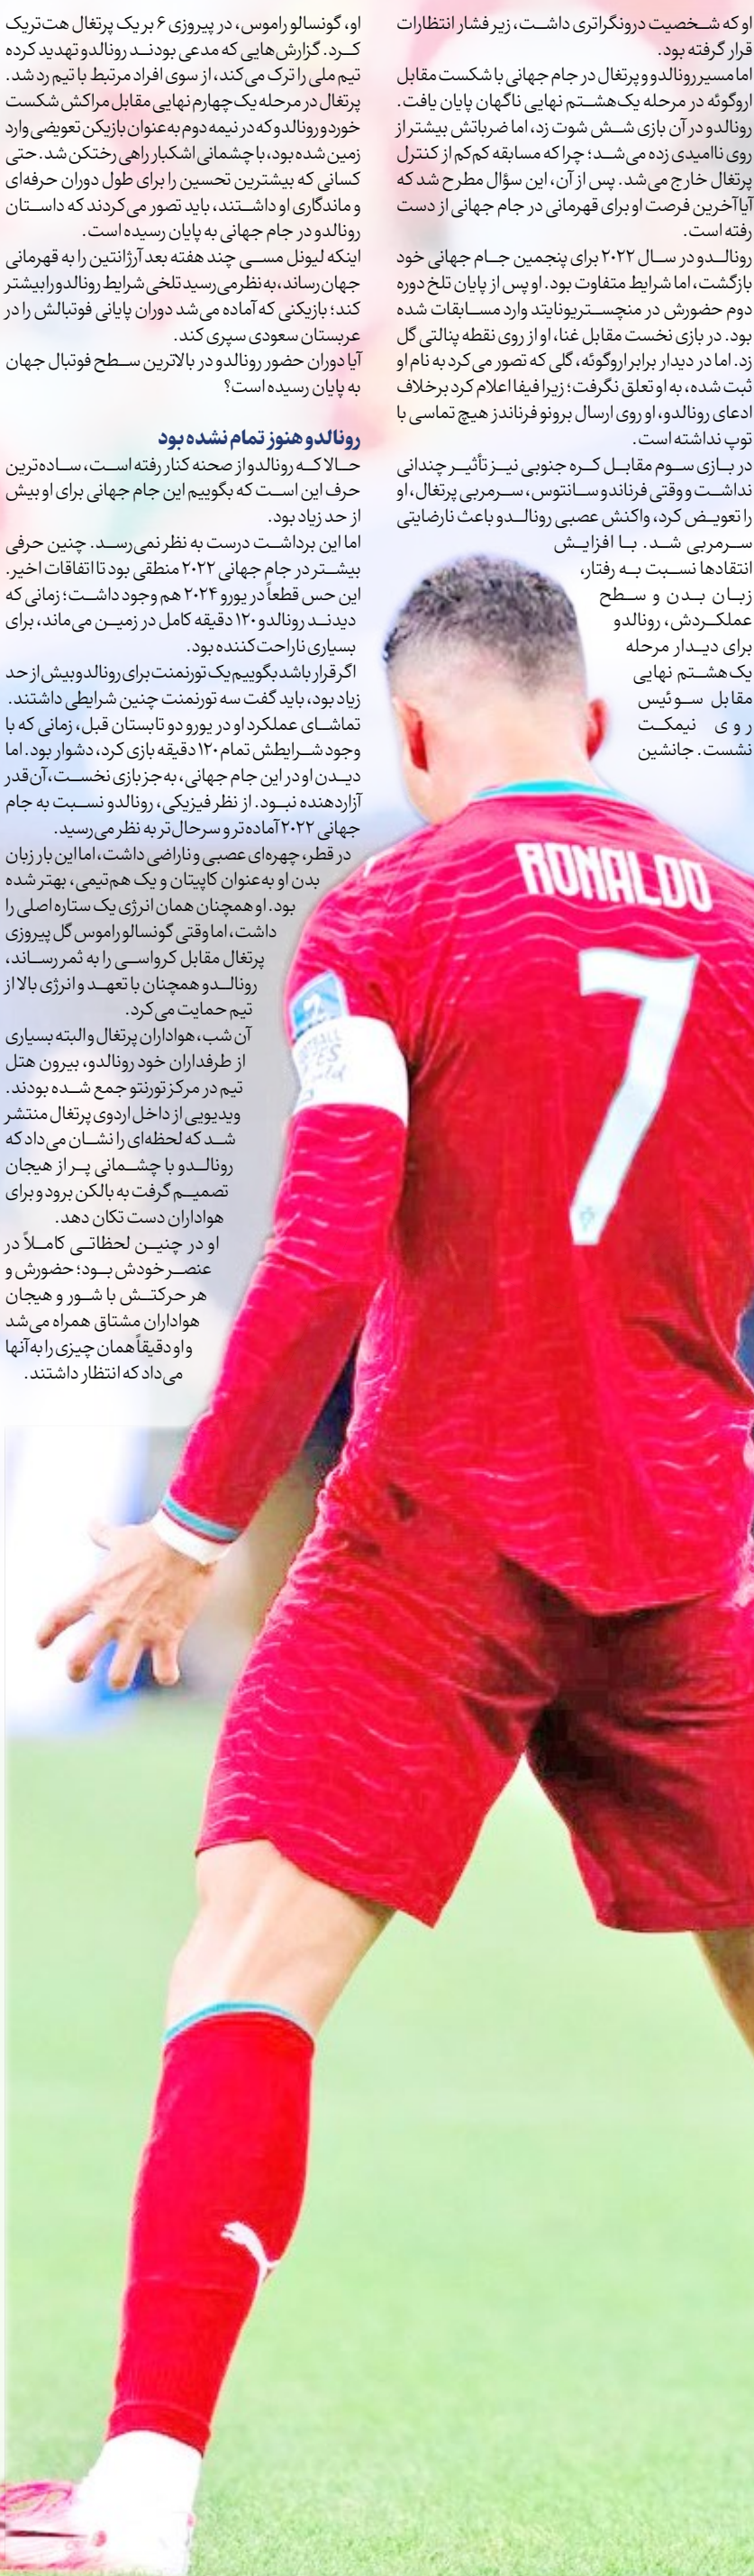 او که شخصیت درونگراتری داشت، زیر فشار انتظارات
قرار گرفته بود.
اما مسیر رونالدو و پرتغال در جام جهانی با شکست مقابل
اروگوئه در مرحله یک‌هشتم نهایی ناگهان پایان یافت.
رونالدو در آن بازی شش شوت زد، اما ضرباتش بیشتر از
روی ناامیدی زده می‌شد؛ چرا که مسابقه کم‌کم از کنترل
پرتغال خارج می‌شد. پس از آن، این سؤال مطرح شد که
آیا آخرین فرصت او برای قهرمانی در جام جهانی از دست
رفته است.
رونالدو در سال ۲۰۲۲ برای پنجمین جام جهانی خود
بازگشت، اما شرایط متفاوت بود. او پس از پایان تلخ دوره
دوم حضورش در منچستریونایتد وارد مسابقات شده
بود. در بازی نخست مقابل غنا، او از روی نقطه پنالتی گل
زد. اما در دیدار برابر اروگوئه، گلی که تصور می‌کرد به نام او
ثبت شده، به او تعلق نگرفت؛ زیرا فیفا اعلام کرد برخلاف
ادعای رونالدو، او روی ارسال برونو فرناندز هیچ تماسی با
توپ نداشته است.
در بازی سوم مقابل کره جنوبی نیز تأثیر چندانی
نداشت و وقتی فرناندو سانتوس، سرمربی پرتغال، او
را تعویض کرد، واکنش عصبی رونالدو باعث نارضایتی
سرمربی شد. با افزایش
انتقادها نسبت به رفتار،
زبان بدن و سطح
عملکردش، رونالدو
برای دیدار مرحله
یک‌هشتم نهایی
مقابل سوئیس
روی نیمکت
نشست. جانشین
او، گونسالو راموس، در پیروزی ۶ بر یک پرتغال هت‌تریک
کرد. گزارش‌هایی که مدعی بودند رونالدو تهدید کرده
تیم ملی را ترک می‌کند، از سوی افراد مرتبط با تیم رد شد.
پرتغال در مرحله یک‌چهارم نهایی مقابل مراکش شکست
خورد و رونالدو که در نیمه دوم به‌عنوان بازیکن تعویضی وارد
زمین شده بود، با چشمانی اشکبار راهی رختکن شد. حتی
کسانی که بیشترین تحسین را برای طول دوران حرفه‌ای
و ماندگاری او داشتند، باید تصور می‌کردند که داستان
رونالدو در جام جهانی به پایان رسیده است.
اینکه لیونل مسی چند هفته بعد آرژانتین را به قهرمانی
جهان رساند، به نظر می‌رسید تلخی شرایط رونالدو را بیشتر
کند؛ بازیکنی که آماده می‌شد دوران پایانی فوتبالش را در
عربستان سعودی سپری کند.
آیا دوران حضور رونالدو در بالاترین سطح فوتبال جهان
به پایان رسیده است؟
رونالدو هنوز تمام نشده بود
حالا که رونالدو از صحنه کنار رفته است، ساده‌ترین
حرف این است که بگوییم این جام جهانی برای او بیش
از حد زیاد بود.
اما این برداشت درست به نظر نمی‌رسد. چنین حرفی
بیشتر در جام جهانی ۲۰۲۲ منطقی بود تا اتفاقات اخیر.
این حس قطعاً در یورو ۲۰۲۴ هم وجود داشت؛ زمانی که
دیدند رونالدو ۱۲۰ دقیقه کامل در زمین می‌ماند، برای
بسیاری ناراحت‌کننده بود.
اگر قرار باشد بگوییم یک تورنمنت برای رونالدو بیش از حد
زیاد بود، باید گفت سه تورنمنت چنین شرایطی داشتند.
تماشای عملکرد او در یورو دو تابستان قبل، زمانی که با
وجود شرایطش تمام ۱۲۰ دقیقه بازی کرد، دشوار بود. اما
دیدن او در این جام جهانی، به‌جز بازی نخست، آن‌قدر
آزاردهنده نبود. از نظر فیزیکی، رونالدو نسبت به جام
جهانی ۲۰۲۲ آماده‌تر و سرحال‌تر به نظر می‌رسید.
در قطر، چهره‌ای عصبی و ناراضی داشت، اما این بار زبان
بدن او به‌عنوان کاپیتان و یک هم‌تیمی، بهتر شده
بود. او همچنان همان انرژی یک ستاره اصلی را
داشت، اما وقتی گونسالو راموس گل پیروزی
پرتغال مقابل کرواسی را به ثمر رساند،
رونالدو همچنان با تعهد و انرژی بالا از
تیم حمایت می‌کرد.
آن شب، هواداران پرتغال و البته بسیاری
از طرفداران خود رونالدو، بیرون هتل
تیم در مرکز تورنتو جمع شده بودند.
ویدیویی از داخل اردوی پرتغال منتشر
شد که لحظه‌ای را نشان می‌داد که
رونالدو با چشمانی پر از هیجان
تصمیم گرفت به بالکن برود و برای
هواداران دست تکان دهد.
او در چنین لحظاتی کاملاً در
عنصر خودش بود؛ حضورش و
هر حرکتش با شور و هیجان
هواداران مشتاق همراه می‌شد
و او دقیقاً همان چیزی را به آنها
می‌داد که انتظار داشتند.
RONALDO
7